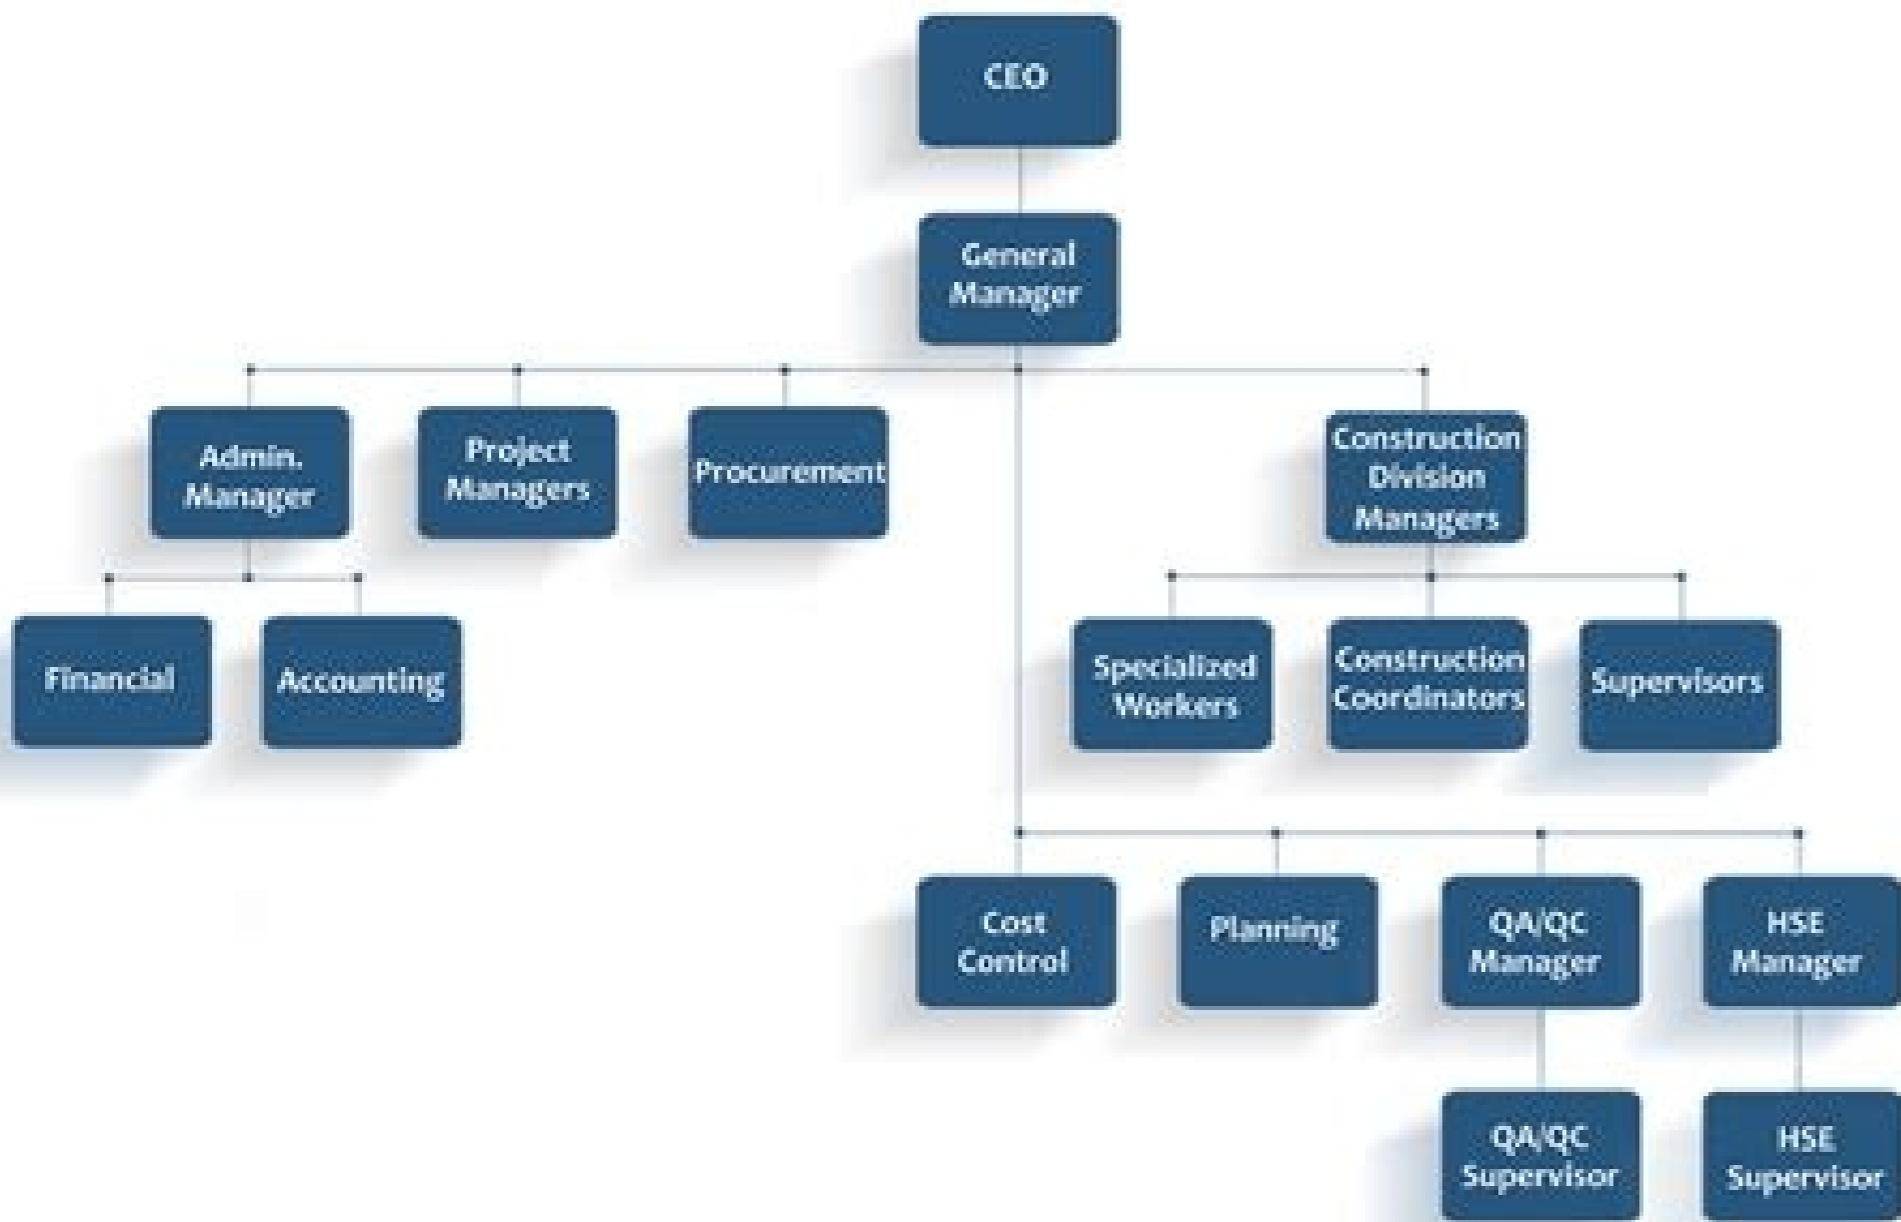 CEO
General
Manager
Admin.
Manager
Project
Managers
Procurement
Construction
Division
Managers
Financial
Accounting
Specialized
Workers
Construction
Coordinators
Supervisors
Cost
Control
Planning
QA/QC
Manager
HSE
Manager
QA/QC
Supervisor
HSE
Supervisor